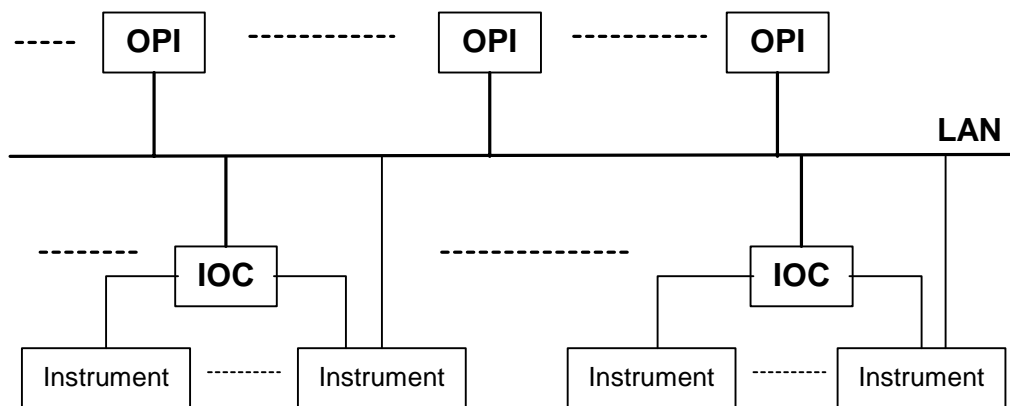 OPI OPI OPI
LAN
IOC IOC
Instrument Instrument Instrument Instrument